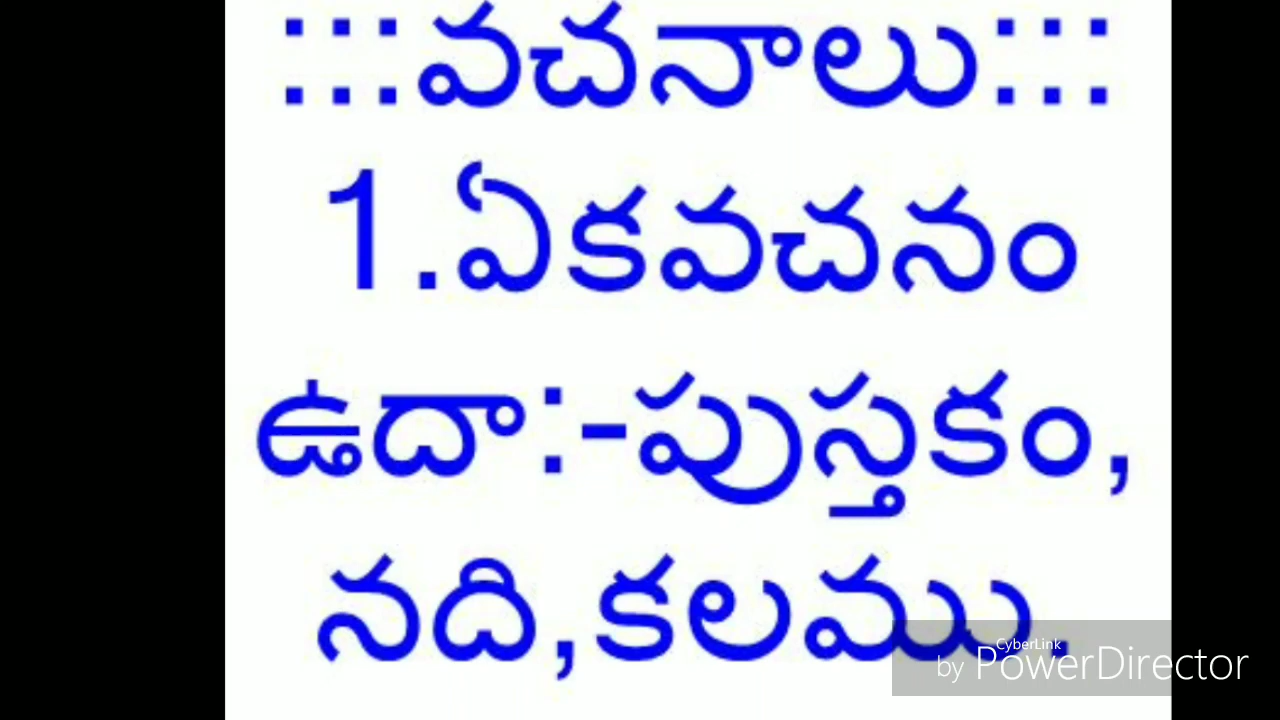 :::వచనాలు:::
1.ఏకవచనం
ఉదా:-పుస్తకం,
నది,కలము.
CyberLink
by PowerDirector